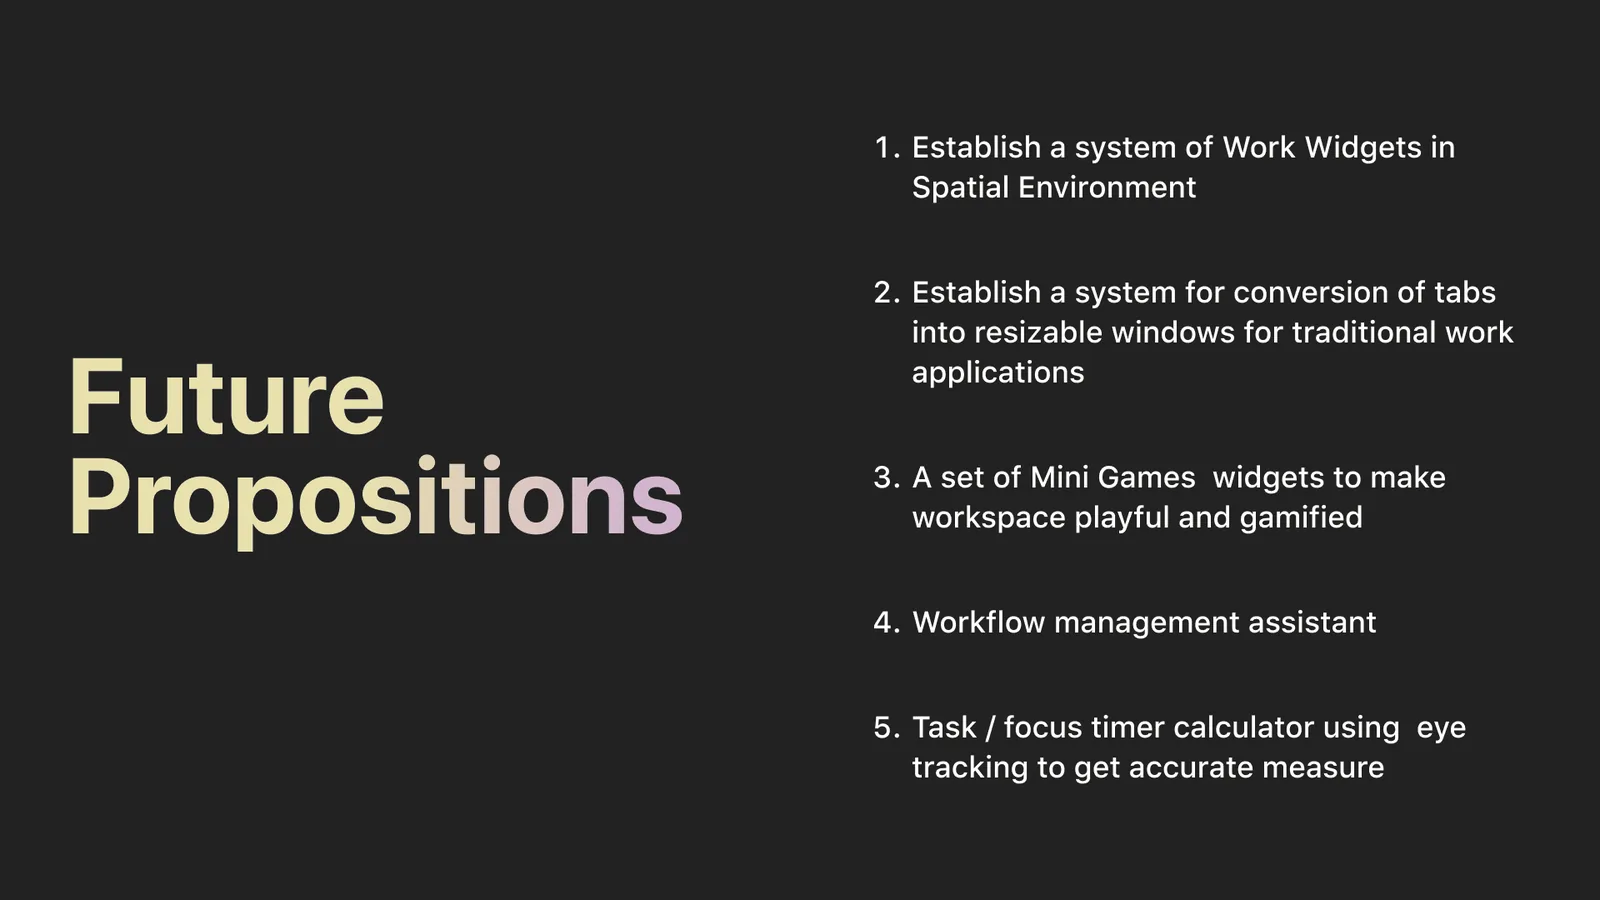 Future
Propositions
1. Establish a system of Work Widgets in
Spatial Environment
2. Establish a system for conversion of tabs
into resizable windows for traditional work
applications
3. A set of Mini Games  widgets to make
workspace playful and gamified
4. Workflow management assistant
5. Task / focus timer calculator using  eye
tracking to get accurate measure